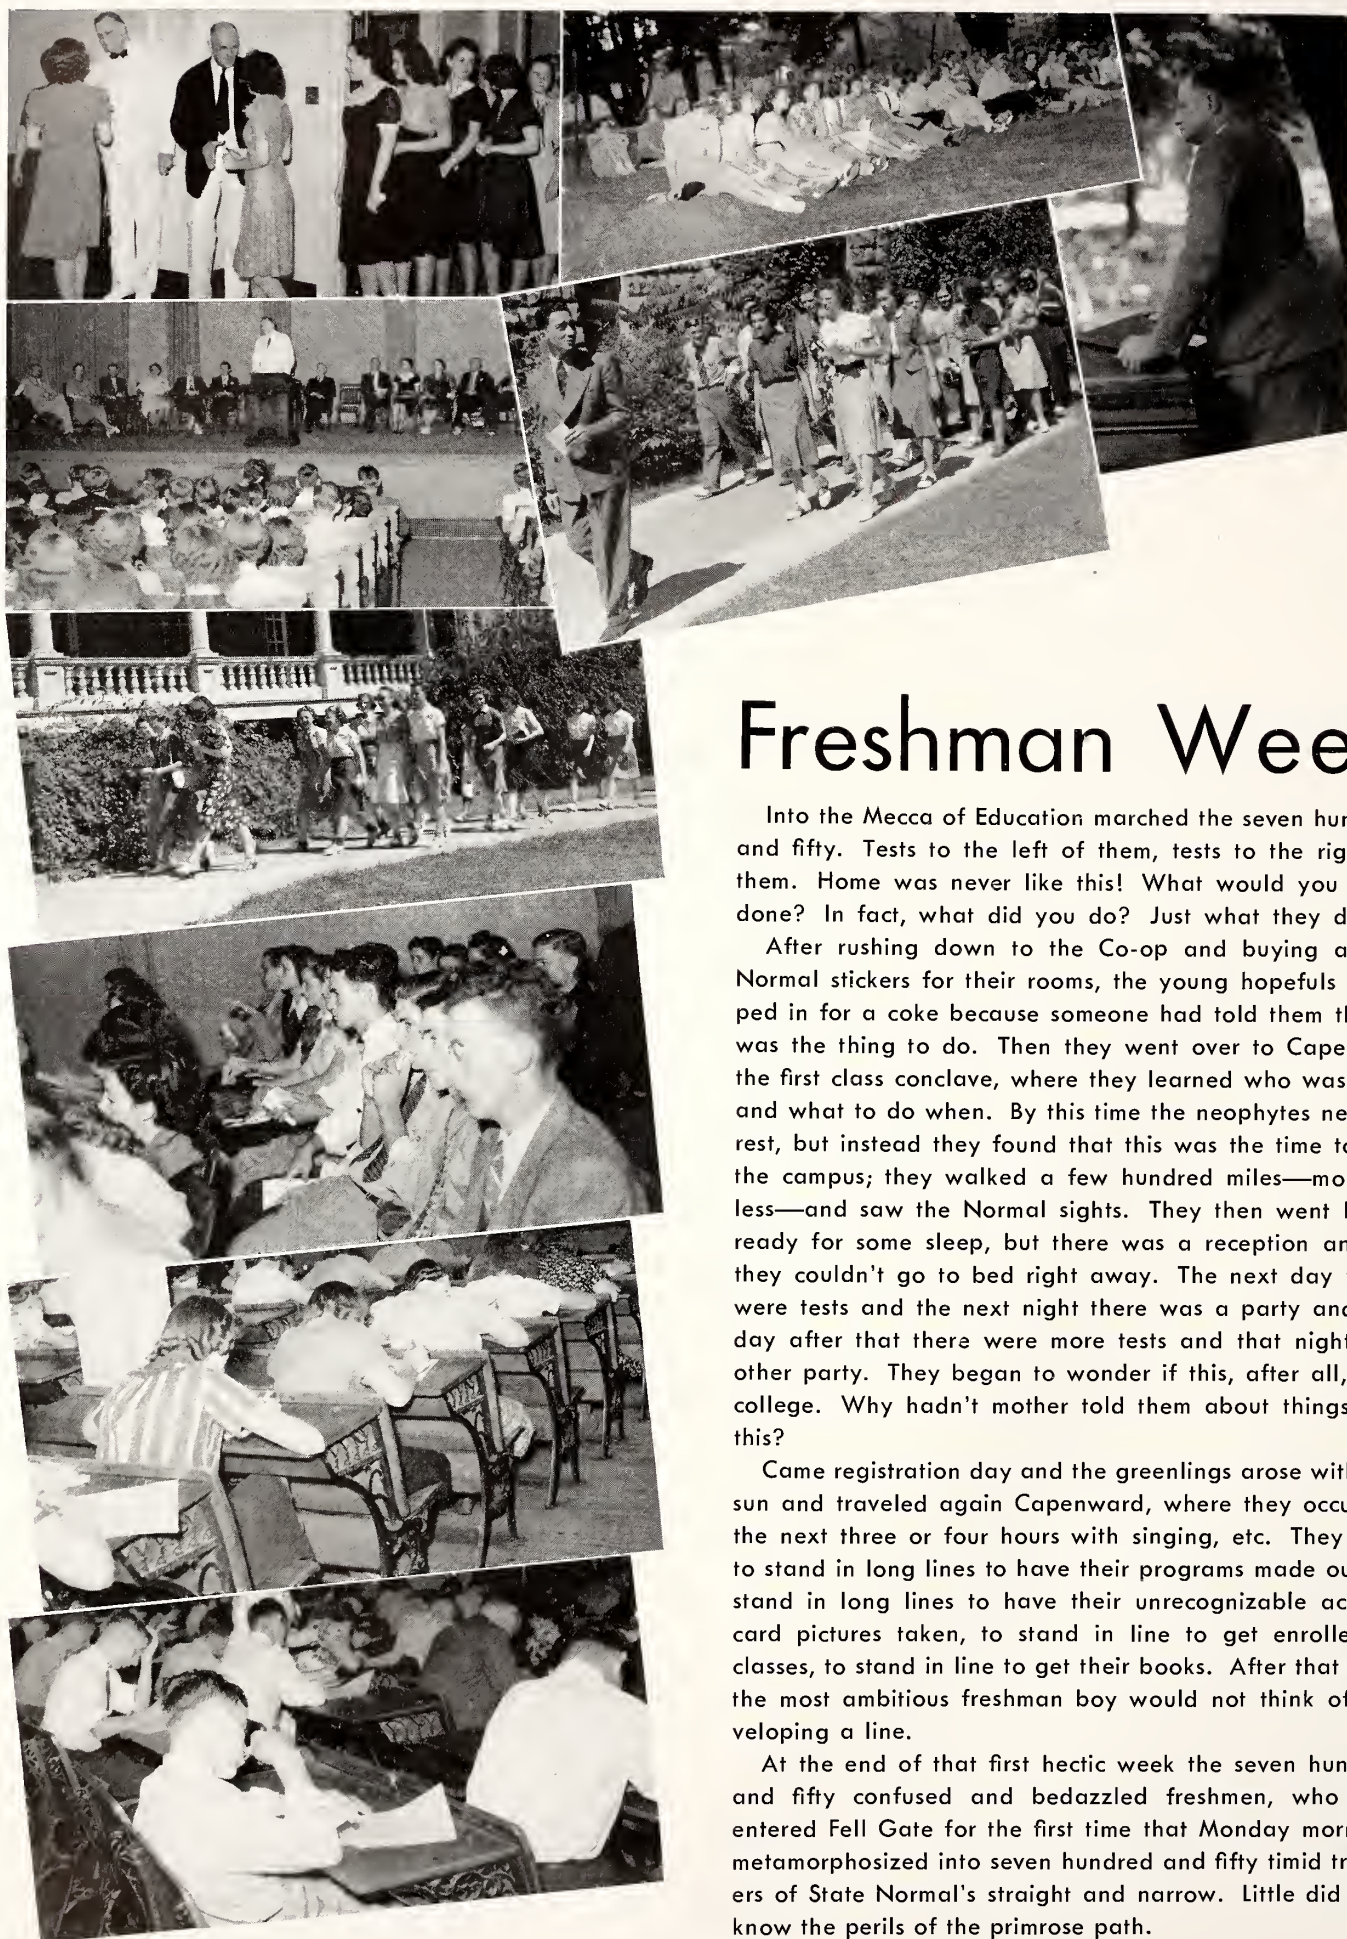 Freshman Wee
Into the Mecca of Education marched the seven hun
and fifty. Tests to the left of them, tests to the rig
them. Home was never like this! What would you
done? In fact, what did you do? Just what they d
After rushing down to the Co-op and buying a
Normal stickers for their rooms, the young hopefuls
ped in for a coke because someone had told them th
was the thing to do. Then they went over to Cape
the first class conclave, where they learned who was
and what to do when. By this time the neophytes ne
rest, but instead they found that this was the time to
the campus; they walked a few hundred miles—mo
less—and saw the Normal sights. They then went
ready for some sleep, but there was a reception an
they couldn't go to bed right away. The next day
were tests and the next night there was a party and
day after that there were more tests and that night
other party. They began to wonder if this, after all,
college. Why hadn't mother told them about things
this?
Came registration day and the greenlings arose wit
sun and traveled again Capenward, where they occu
the next three or four hours with singing, etc. They
to stand in long lines to have their programs made ou
stand in long lines to have their unrecognizable ac
card pictures taken, to stand in line to get enrolle
classes, to stand in line to get their books. After that
the most ambitious freshman boy would not think of
veloping a line.
At the end of that first hectic week the seven hun
and fifty confused and bedazzled freshmen, who
entered Fell Gate for the first time that Monday morn
metamorphosized into seven hundred and fifty timid tr
ers of State Normal's straight and narrow. Little did
know the perils of the primrose path.